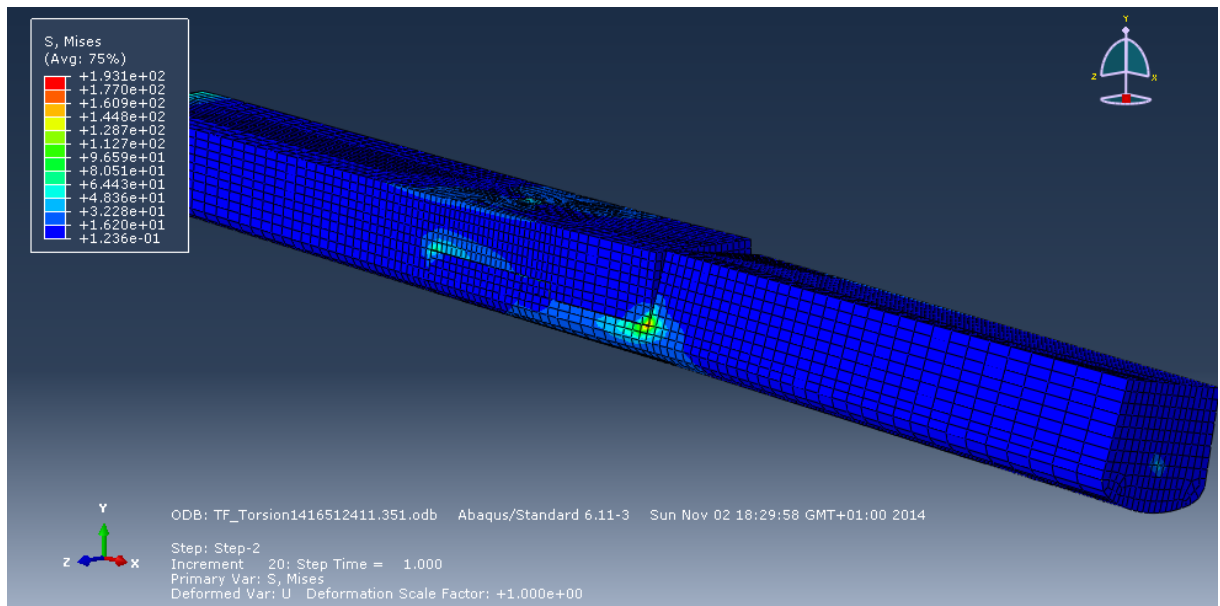 S, Mises
(Avg: 75%)
+1.931e+02
+1.770e+02
+1.609e+02
+1.448e+02
+1.287e+02
+1.127e+02
+9.659e+01
+8.051e+01
+6.443e+01
+4.836e+01
+3.228e+01
+1.620e+01
+1.236e-01
Y
Z X
Y
Z X
ODB: TF_Torsion1416512411.351.odb Abaqus/Standard 6.11-3 Sun Nov 02 18:29:58 GMT+01:00 2014
Step: Step-2
Increment 20: Step Time = 1.000
Primary Var: S, Mises
Deformed Var: U Deformation Scale Factor: +1.000e+00